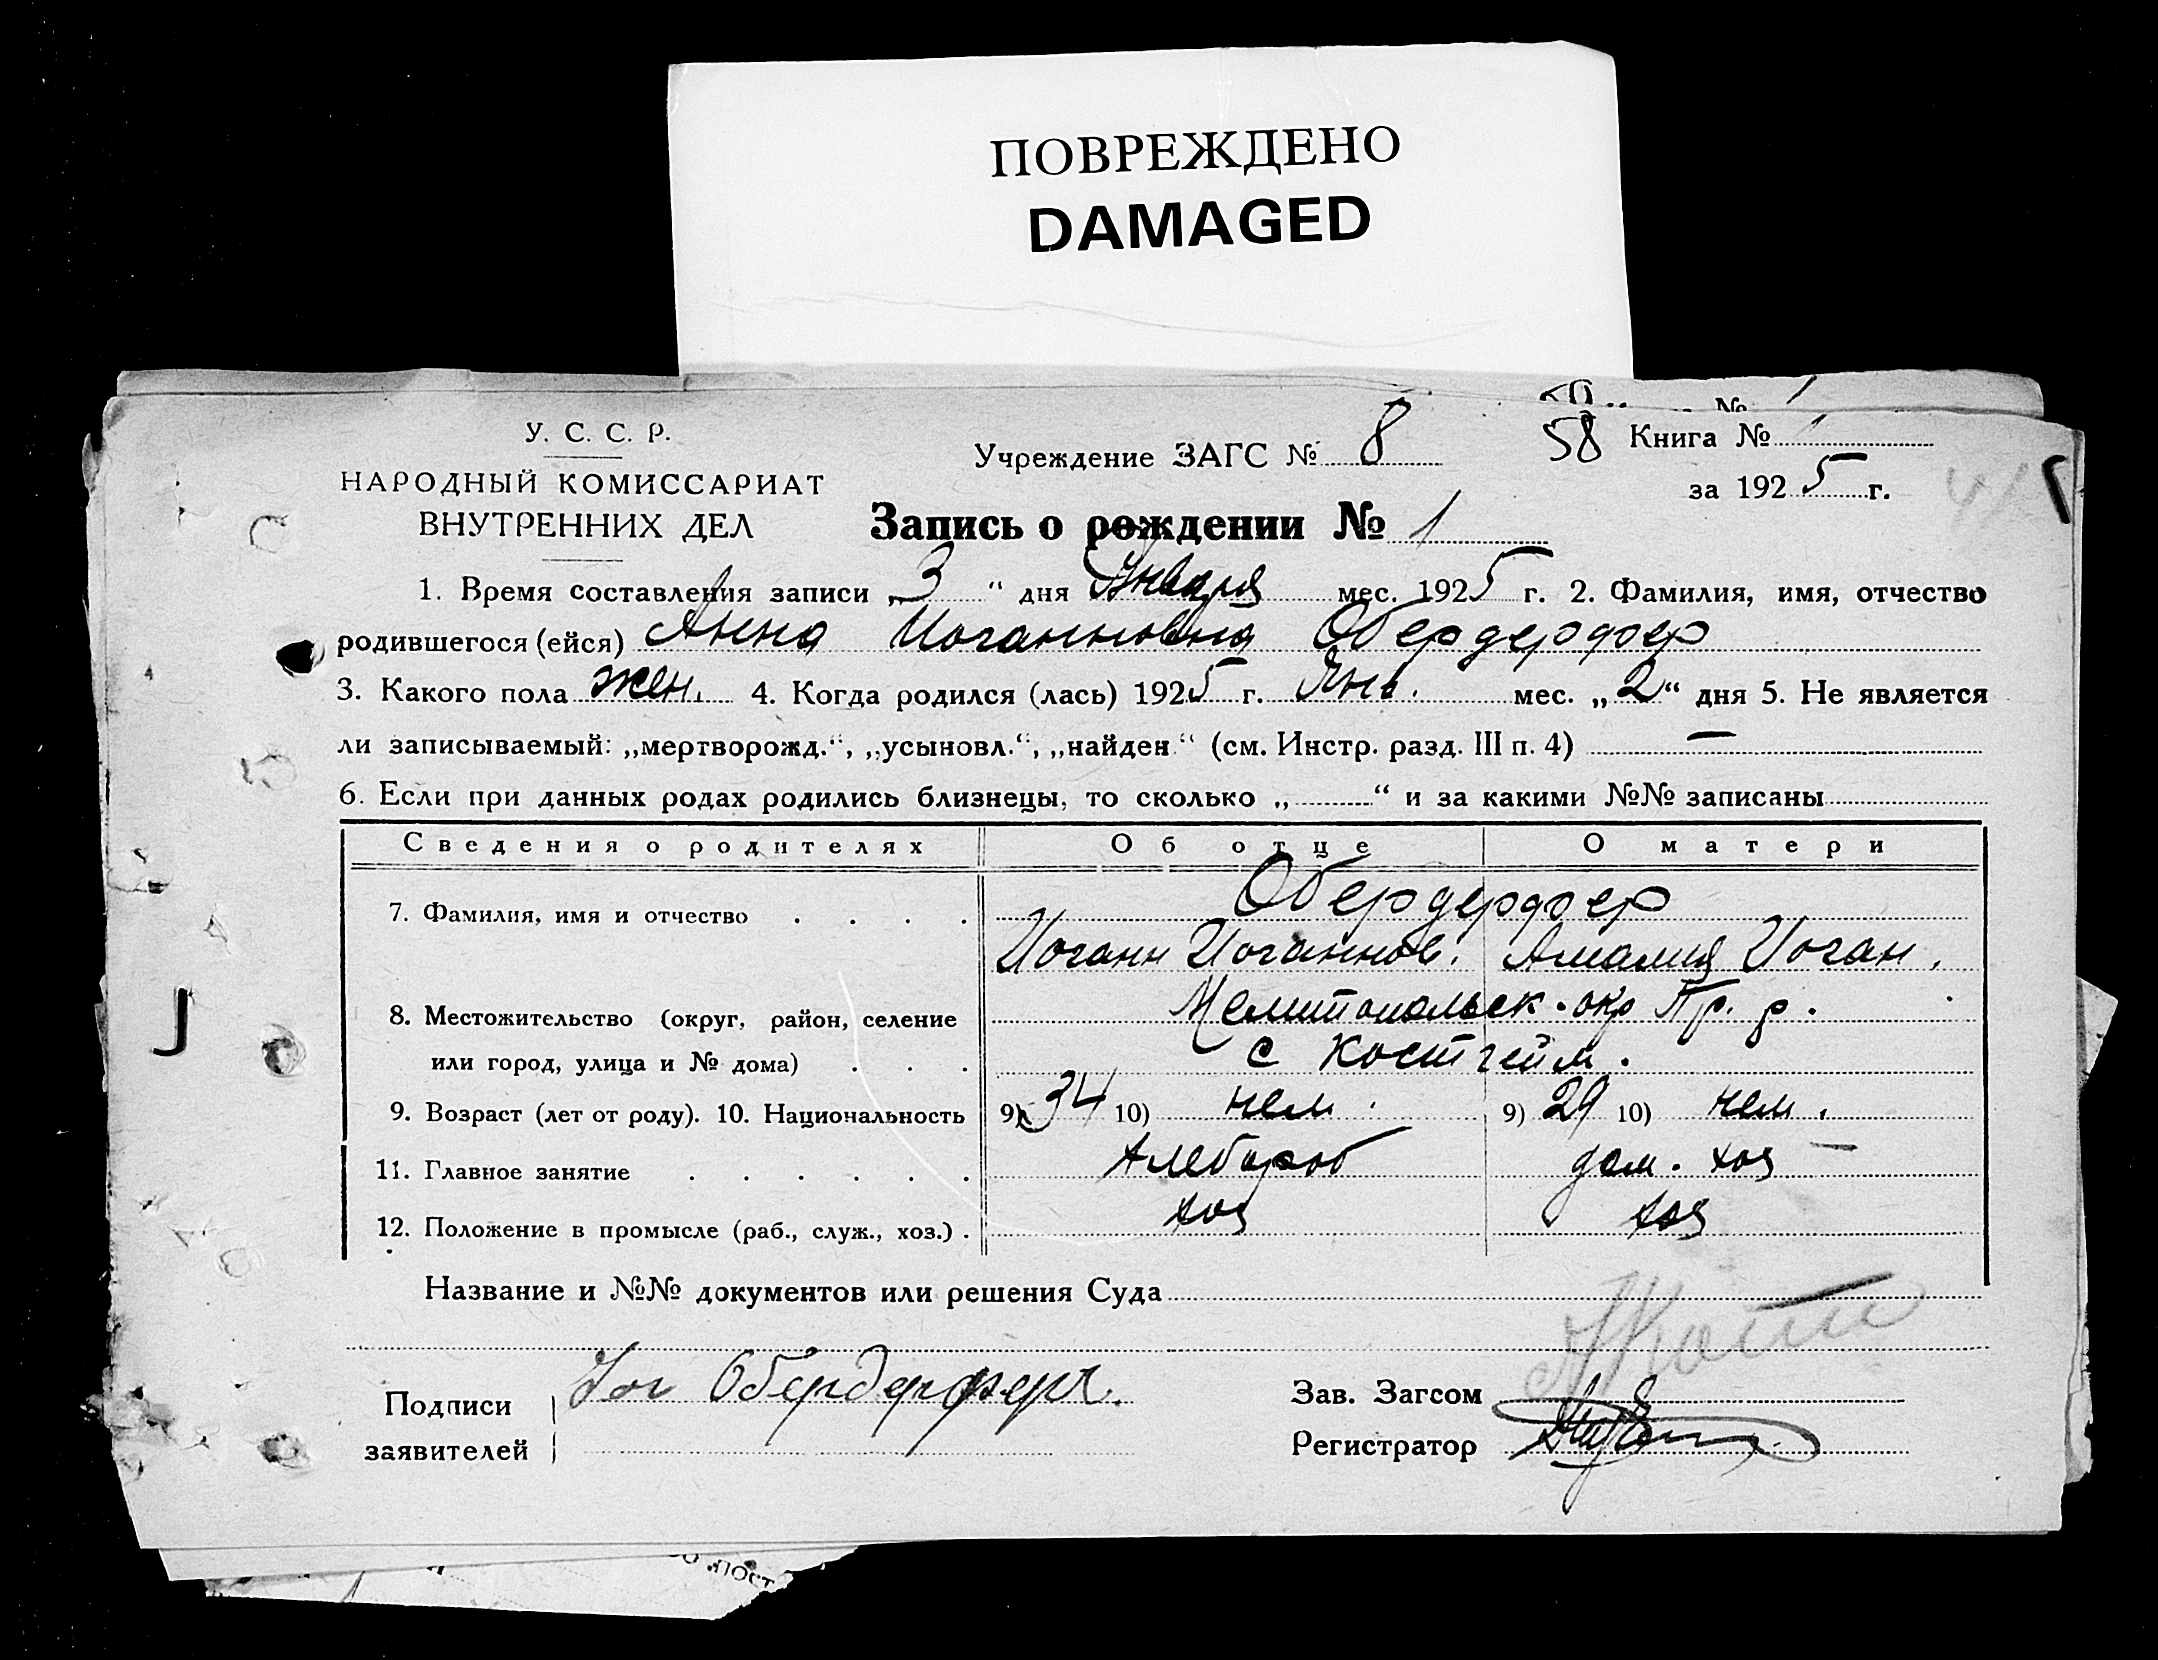 ПОВРЕЖДЕНО
DAMAGED
У. С. С. Р.
НАРОДНЫЙ КОМИССАРИАТ
ВНУТРЕННИХ ДЕЛ
Учреждение ЗАГС № 8
58 Книга № 1
за 1925 г.
Запись о рождении № 1
1. Время составления записи „ 3 “ дня Января мес. 1925 г. 2. Фамилия, имя, отчество
родившегося (ейся) Анна Иоганновна Обердерфер
3. Какого пола жен. 4. Когда родился (лась) 1925 г. Янв. мес. „ 2 “ дня 5. Не является
ли записываемый: „мертворожд.“, „усыновл.“, „найден“ (см. Инстр. разд. III п. 4) —
6. Если при данных родах родились близнецы, то сколько „ “ и за какими №№ записаны
Сведения о родителях Об отце О матери
Обердерфер
7. Фамилия, имя и отчество . . . .
Иоганн Иоганнов. Амалия Иоган.
Мелитопольск. окр Пр. р.
8. Местожительство (округ, район, селение
или город, улица и № дома) . . . с Костгейм.
9. Возраст (лет от роду). 10. Национальность 9) 34 10) нем. 9) 29 10) нем.
11. Главное занятие . . . . . . хлебороб дом. хоз —
12. Положение в промысле (раб., служ., хоз.) . хоз хоз
Название и №№ документов или решения Суда
Подписи
заявителей
Иог Обердерфер
Зав. Загсом
Регистратор